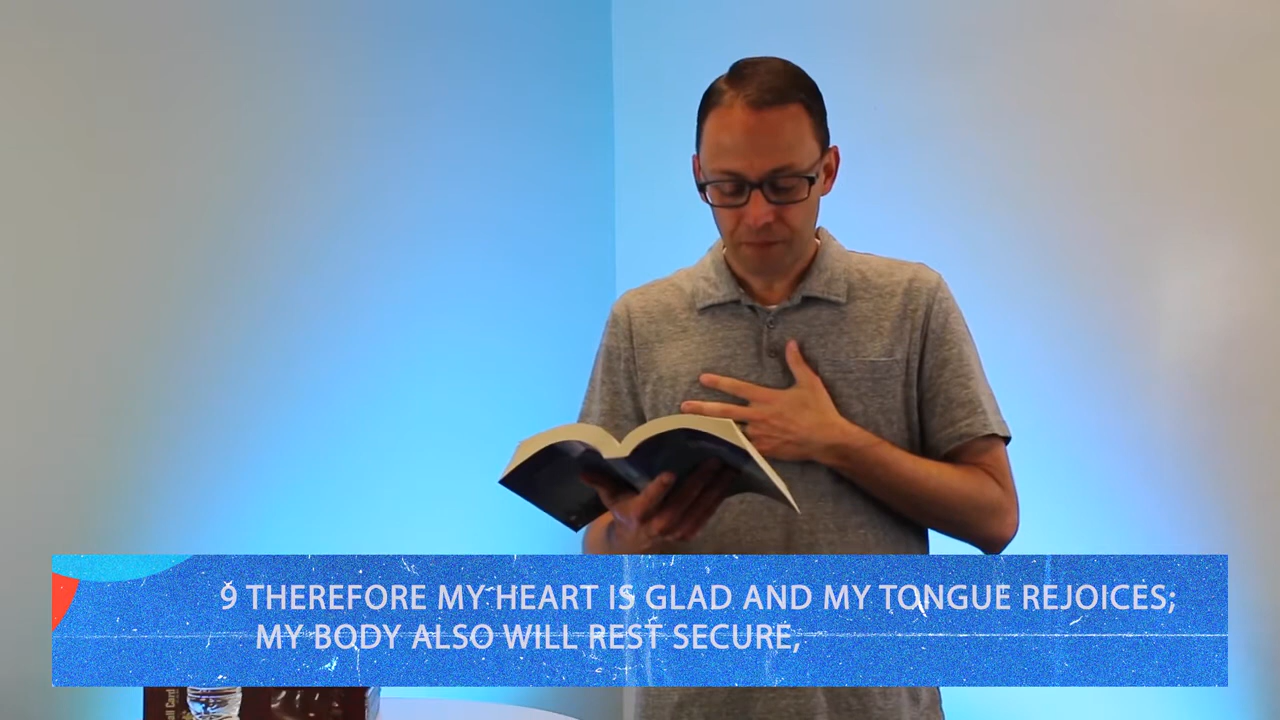 9 THEREFORE MY HEART IS GLAD AND MY TONGUE REJOICES;
MY BODY ALSO WILL REST SECURE,